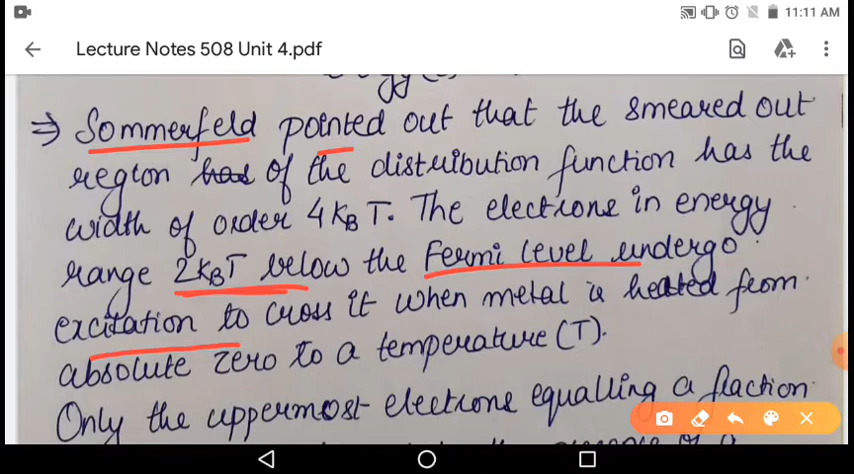 11:11 AM
Lecture Notes 508 Unit 4.pdf
⇒ Sommerfeld pointed out that the smeared out
region has of the distribution function has the
width of order 4KBT. The electrons in energy
range 2KBT below the Fermi level undergo
excitation to cross it when metal is heated from
absolute zero to a temperature (T).
Only the uppermost electrons equalling a fraction